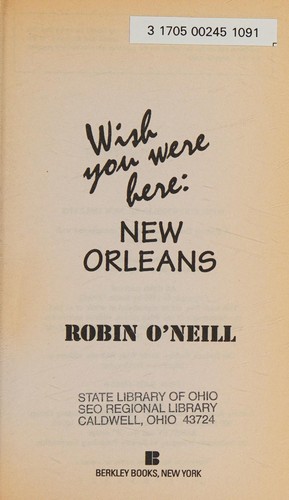 3 1705 00245 1091
Wish
you were
here:
NEW
ORLEANS
ROBIN O'NEILL
STATE LIBRARY OF OHIO
SEO REGIONAL LIBRARY
CALDWELL, OHIO 43724
B
BERKLEY BOOKS, NEW YORK